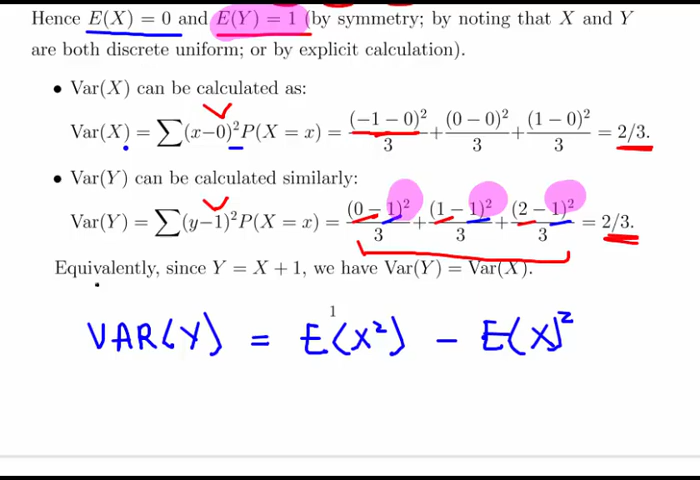 Hence E(X) = 0 and E(Y) = 1 (by symmetry; by noting that X and Y
are both discrete uniform; or by explicit calculation).
• Var(X) can be calculated as:
Var(X) = ∑(x−0)²P(X = x) = (−1 − 0)²/3 + (0 − 0)²/3 + (1 − 0)²/3 = 2/3.
• Var(Y) can be calculated similarly:
Var(Y) = ∑(y−1)²P(X = x) = (0 − 1)²/3 + (1 − 1)²/3 + (2 − 1)²/3 = 2/3.
Equivalently, since Y = X + 1, we have Var(Y) = Var(X).
1
VAR(Y) = E(X²) − E(X)²